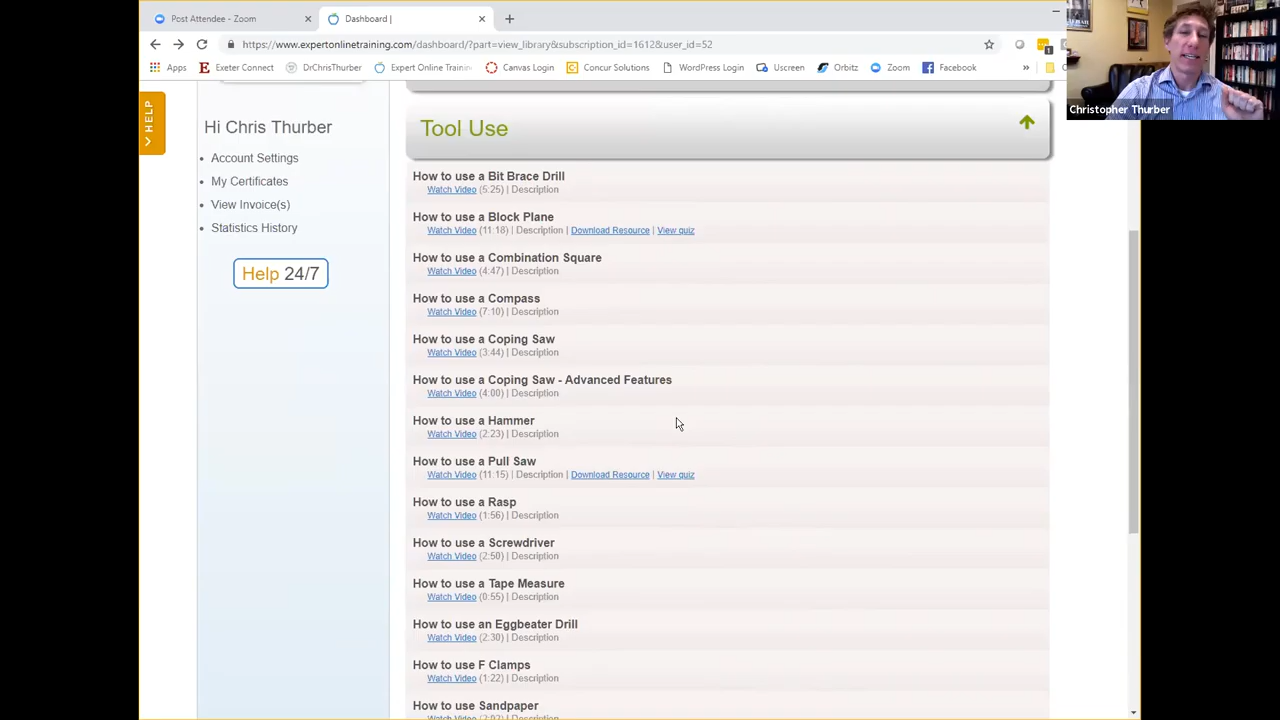 Post Attendee - Zoom
Dashboard |
https://www.expertonlinetraining.com/dashboard/?part=view_library&subscription_id=1612&user_id=52
Apps Exeter Connect DrChrisThurber Expert Online Trainin Canvas Login Concur Solutions WordPress Login Uscreen Orbitz Zoom Facebook »
Christopher Thurber
HELP
Hi Chris Thurber
Account Settings
My Certificates
View Invoice(s)
Statistics History
Help 24/7
Tool Use
How to use a Bit Brace Drill
Watch Video (5:25) | Description
How to use a Block Plane
Watch Video (11:18) | Description | Download Resource | View quiz
How to use a Combination Square
Watch Video (4:47) | Description
How to use a Compass
Watch Video (7:10) | Description
How to use a Coping Saw
Watch Video (3:44) | Description
How to use a Coping Saw - Advanced Features
Watch Video (4:00) | Description
How to use a Hammer
Watch Video (2:23) | Description
How to use a Pull Saw
Watch Video (11:15) | Description | Download Resource | View quiz
How to use a Rasp
Watch Video (1:56) | Description
How to use a Screwdriver
Watch Video (2:50) | Description
How to use a Tape Measure
Watch Video (0:55) | Description
How to use an Eggbeater Drill
Watch Video (2:30) | Description
How to use F Clamps
Watch Video (1:22) | Description
How to use Sandpaper
Watch Video | Description